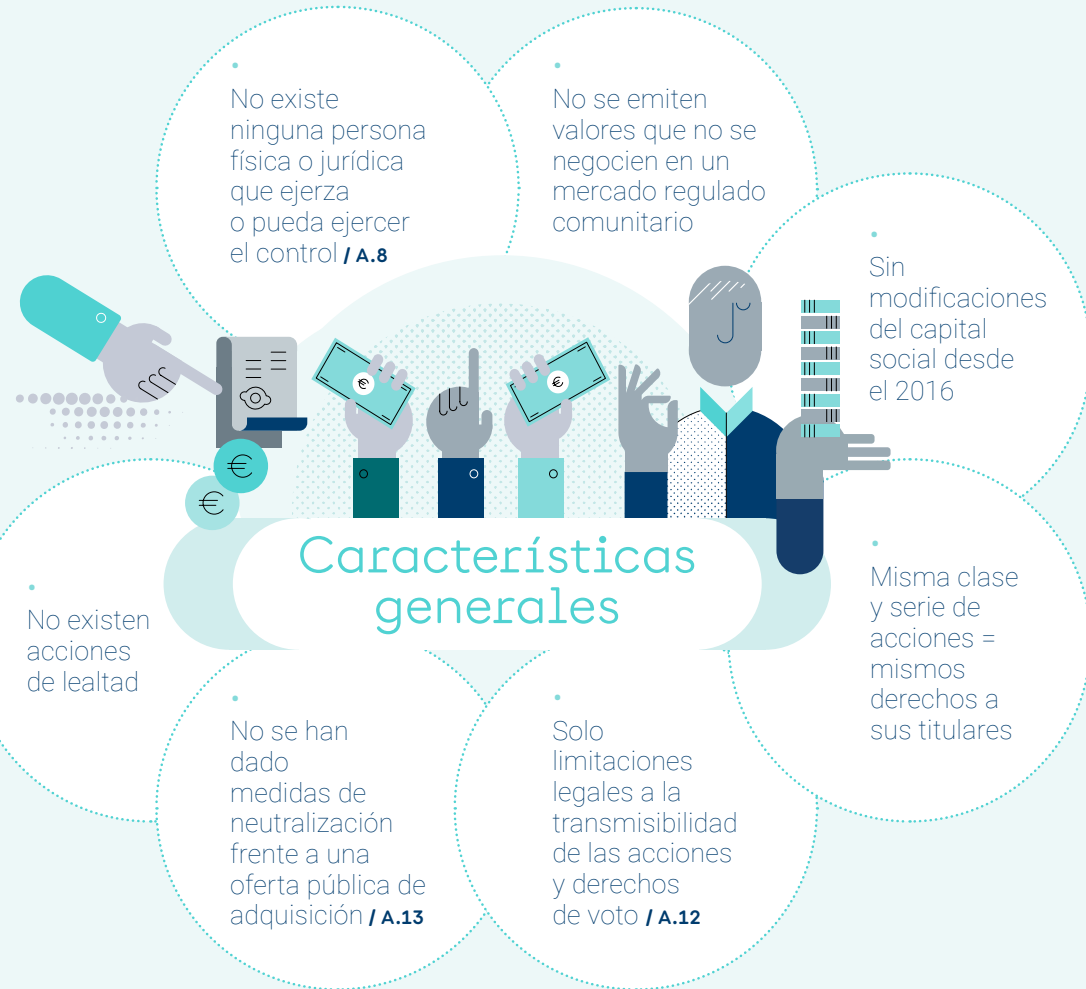 No existe
ninguna persona
física o jurídica
que ejerza
o pueda ejercer
el control / A.8
No se emiten
valores que no se
negocien en un
mercado regulado
comunitario
Sin
modificaciones
del capital
social desde
el 2016
€
€
€
€
Características
generales
No existen
acciones
de lealtad
Misma clase
y serie de
acciones =
mismos
derechos a
sus titulares
No se han
dado
medidas de
neutralización
frente a una
oferta pública de
adquisición / A.13
Solo
limitaciones
legales a la
transmisibilidad
de las acciones
y derechos
de voto / A.12